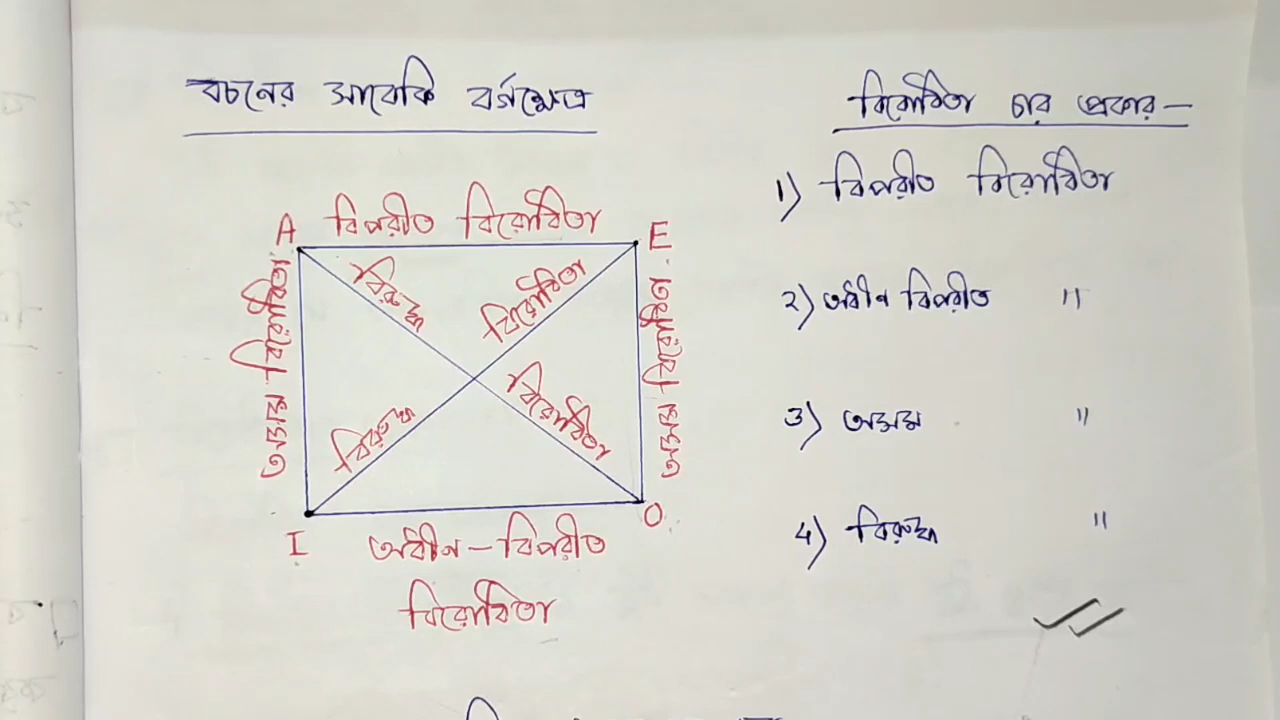 বচনের সাবেকি বর্গক্ষেত্র
A বিপরীত বিরোধিতা E
অসম বিরোধিতা
বিরুদ্ধ বিরোধিতা
বিরুদ্ধ বিরোধিতা
অসম বিরোধিতা
I অধীন-বিপরীত O
বিরোধিতা
বিরোধিতা চার প্রকার-
1) বিপরীত বিরোধিতা
2) অধীন বিপরীত "
3) অসম "
4) বিরুদ্ধ "